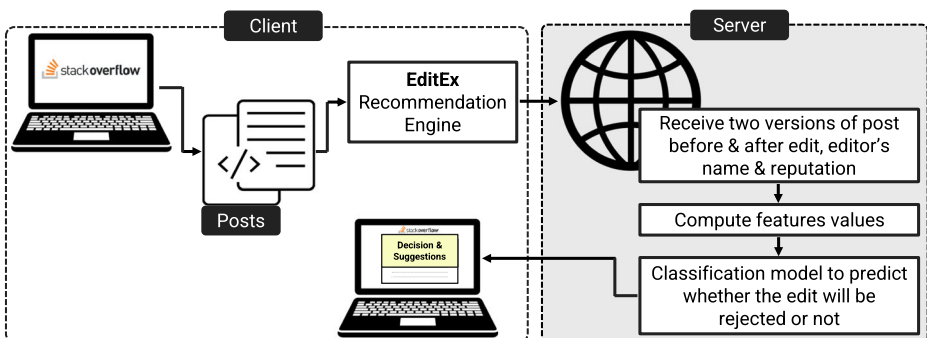 Client
Server
stackoverflow
EditEx
Recommendation
Engine
Posts
Receive two versions of post
before & after edit, editor's
name & reputation
Compute features values
Classification model to predict
whether the edit will be
rejected or not
stackoverflow
Decision &
Suggestions